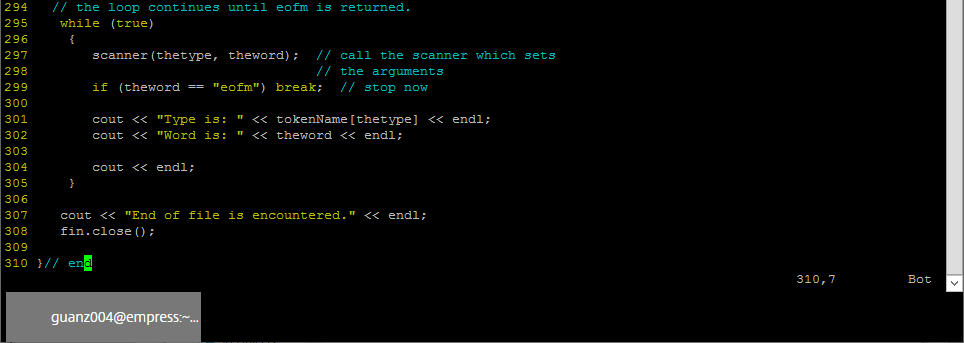 294   // the loop continues until eofm is returned.
295    while (true)
296     {
297        scanner(thetype, theword);  // call the scanner which sets
298                                    // the arguments
299        if (theword == "eofm") break;  // stop now
300
301        cout << "Type is: " << tokenName[thetype] << endl;
302        cout << "Word is: " << theword << endl;
303
304        cout << endl;
305     }
306
307    cout << "End of file is encountered." << endl;
308    fin.close();
309
310 }// end
310,7         Bot
guanz004@empress:~...